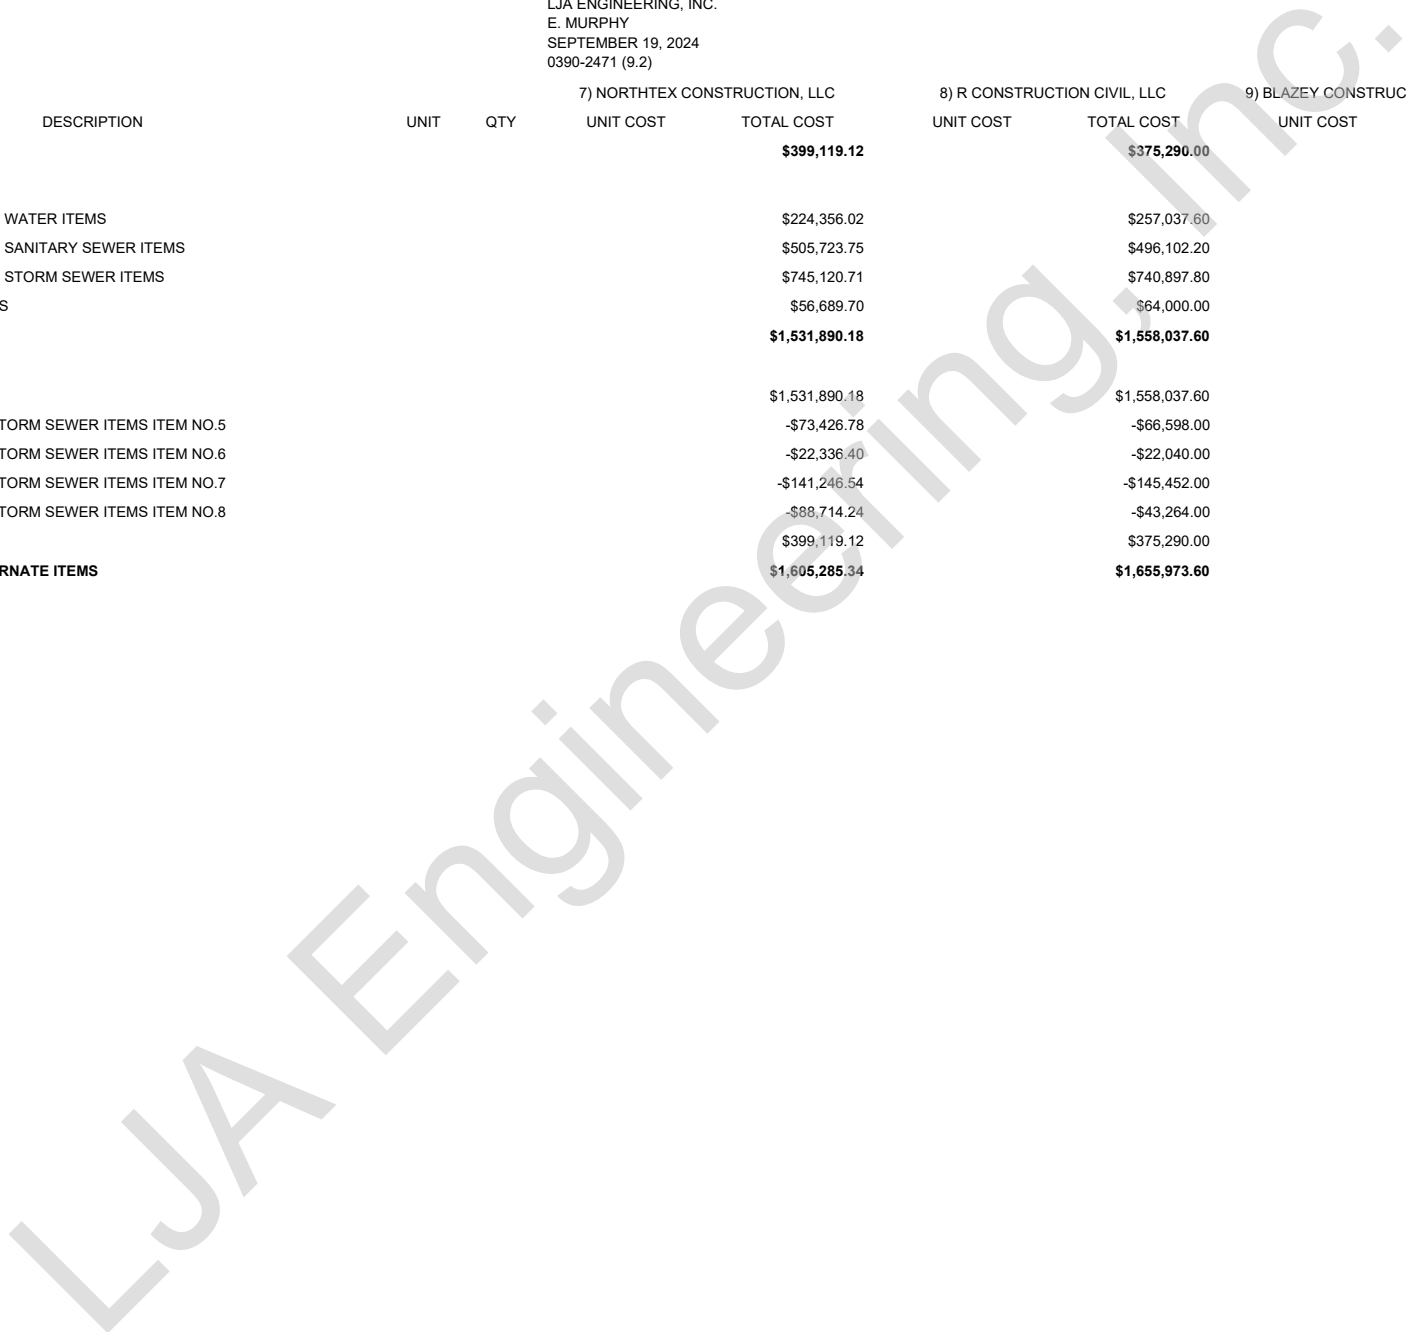 LJA ENGINEERING, INC.
E. MURPHY
SEPTEMBER 19, 2024
0390-2471 (9.2)
7) NORTHTEX CONSTRUCTION, LLC 8) R CONSTRUCTION CIVIL, LLC 9) BLAZEY CONSTRUC
DESCRIPTION UNIT QTY UNIT COST TOTAL COST UNIT COST TOTAL COST UNIT COST
$399,119.12 $375,290.00
WATER ITEMS $224,356.02 $257,037.60
SANITARY SEWER ITEMS $505,723.75 $496,102.20
STORM SEWER ITEMS $745,120.71 $740,897.80
S $56,689.70 $64,000.00
$1,531,890.18 $1,558,037.60
$1,531,890.18 $1,558,037.60
TORM SEWER ITEMS ITEM NO.5 -$73,426.78 -$66,598.00
TORM SEWER ITEMS ITEM NO.6 -$22,336.40 -$22,040.00
TORM SEWER ITEMS ITEM NO.7 -$141,246.54 -$145,452.00
TORM SEWER ITEMS ITEM NO.8 -$88,714.24 -$43,264.00
$399,119.12 $375,290.00
RNATE ITEMS $1,605,285.34 $1,655,973.60
LJA Engineering, Inc.